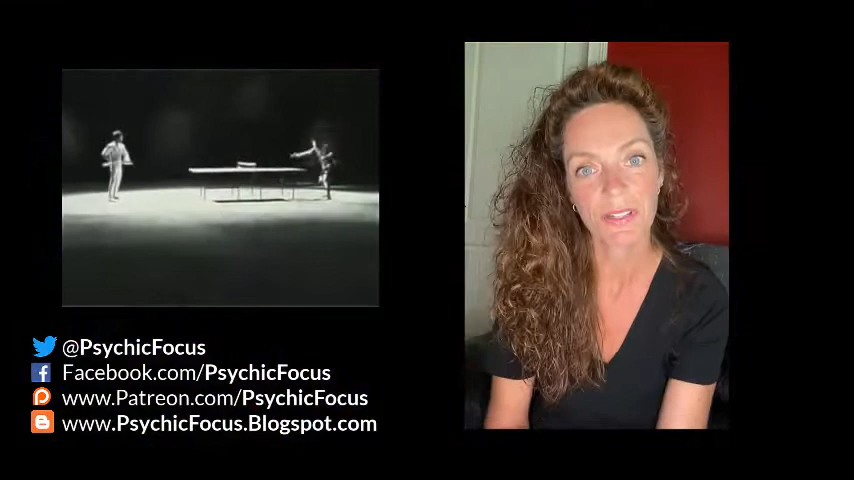 @PsychicFocus
Facebook.com/PsychicFocus
www.Patreon.com/PsychicFocus
www.PsychicFocus.Blogspot.com